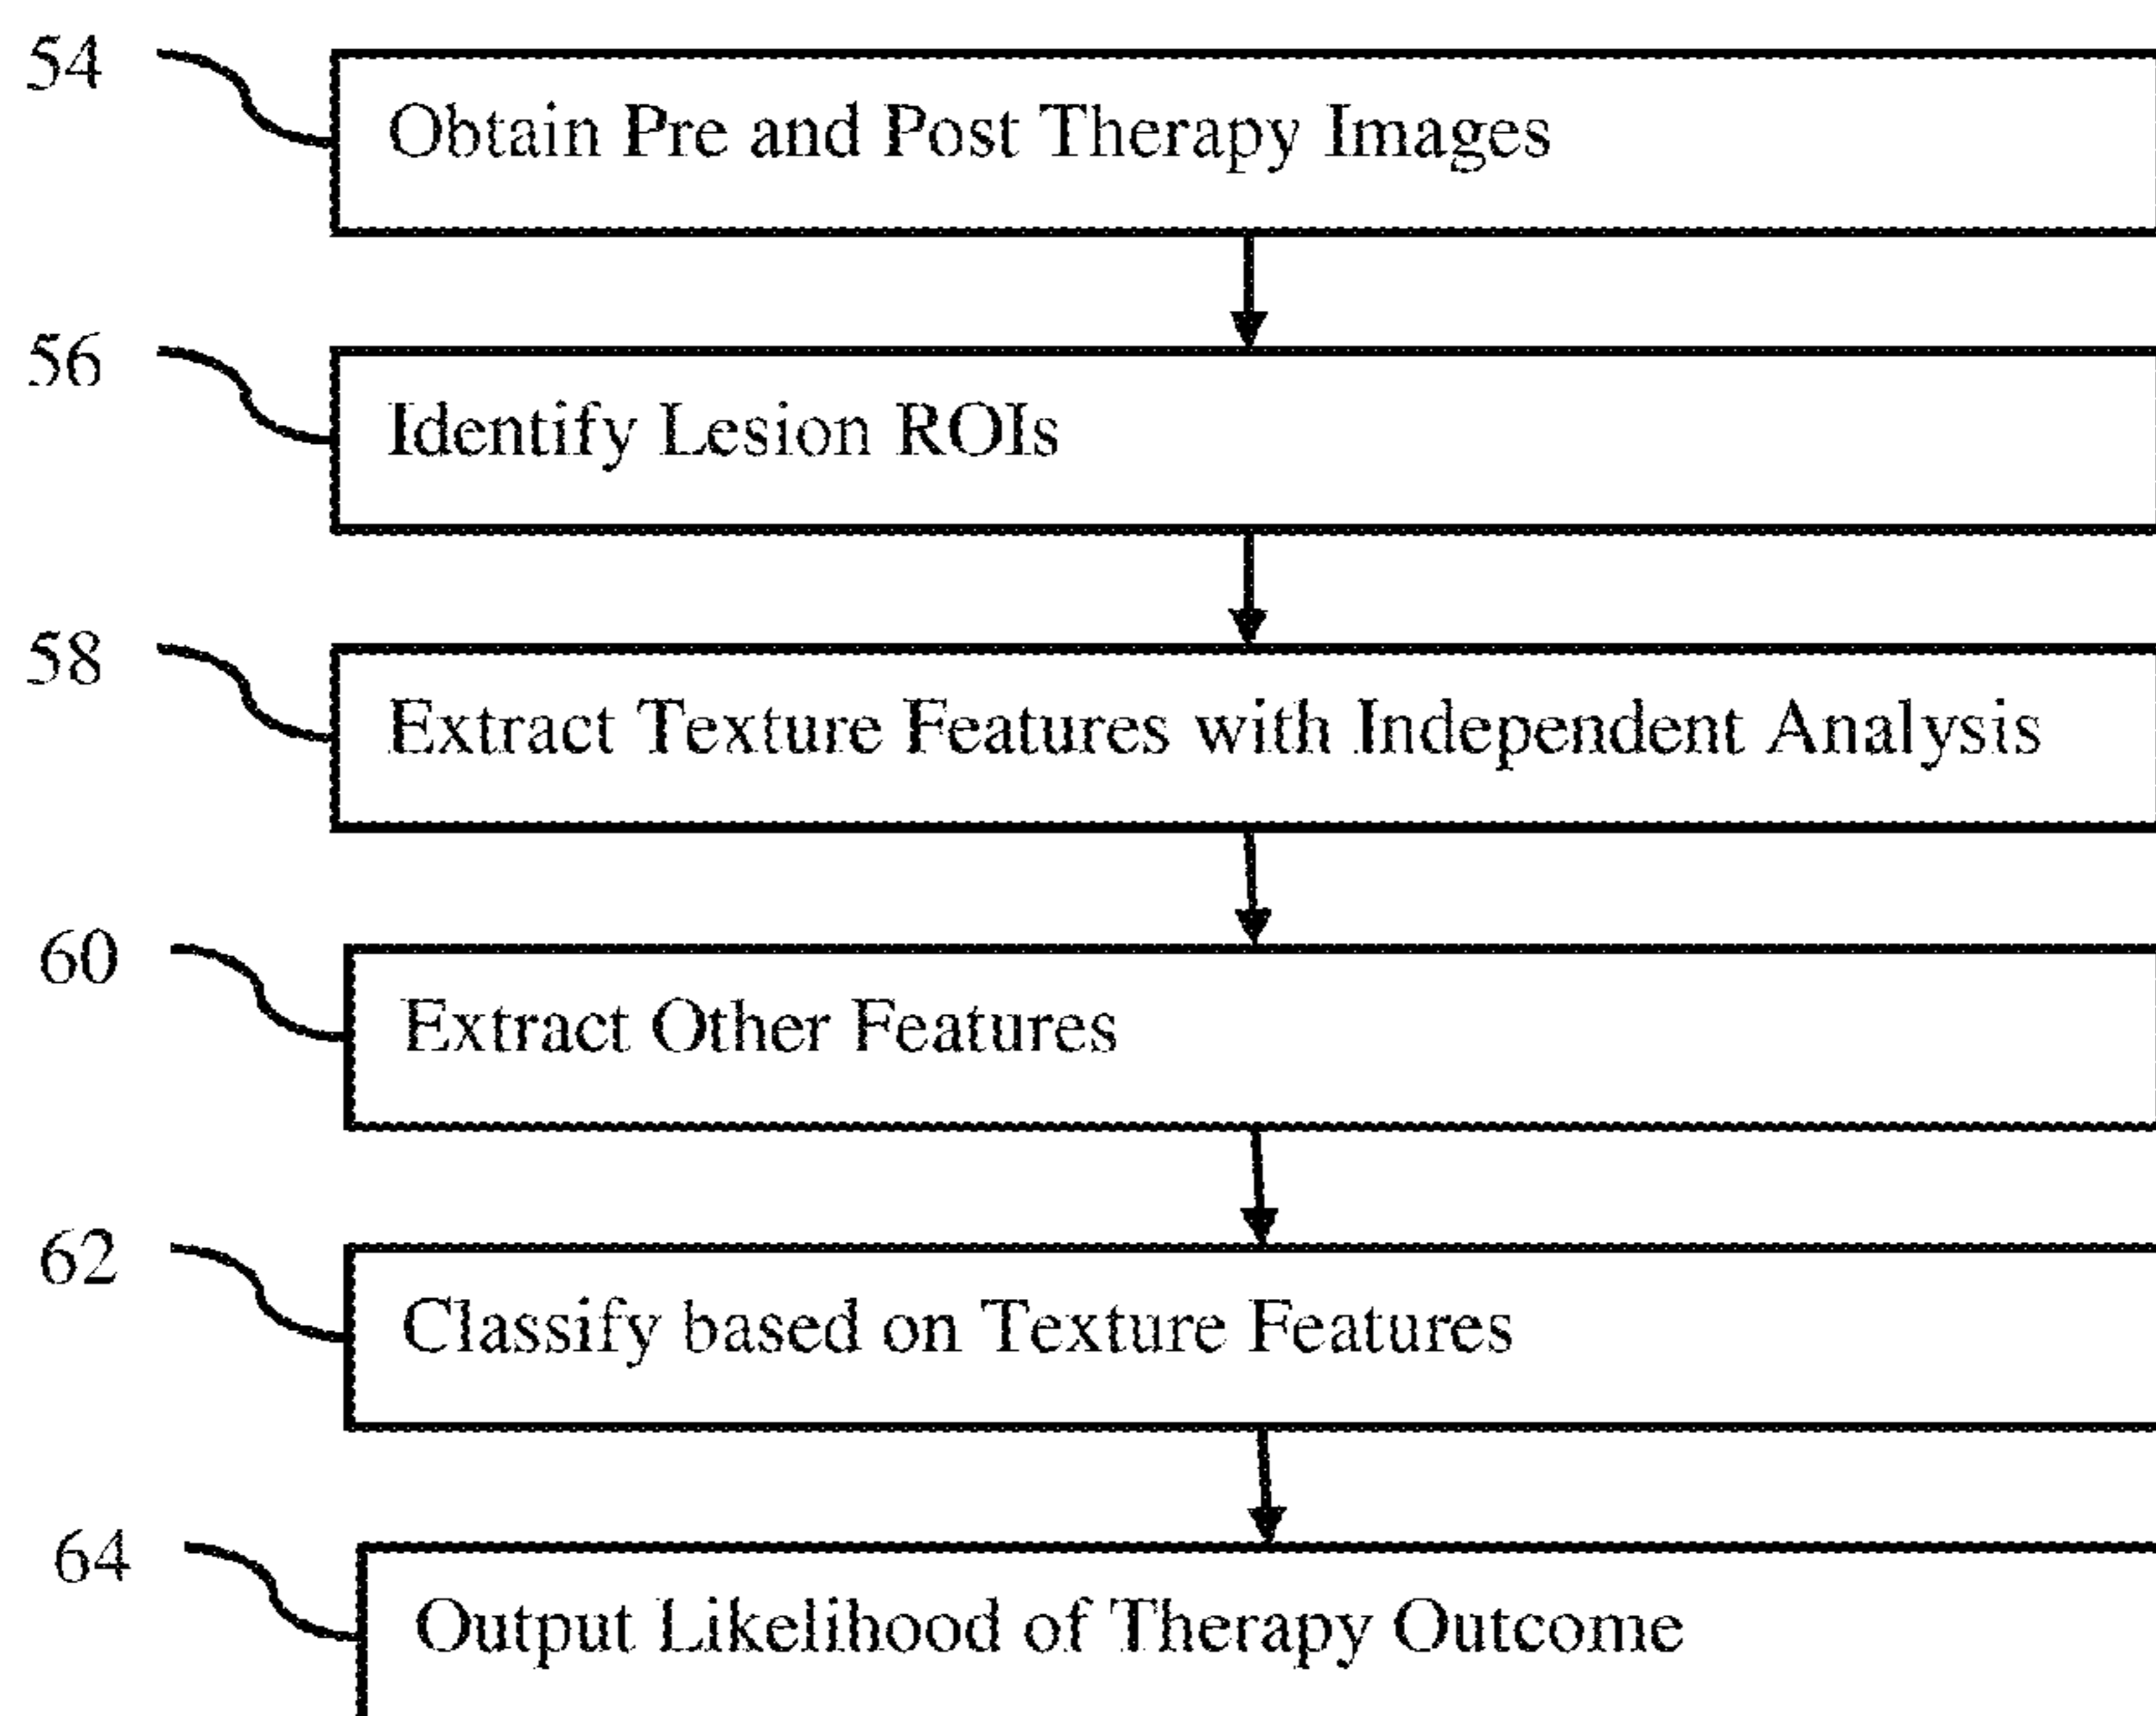 54 Obtain Pre and Post Therapy Images
56 Identify Lesion ROIs
58 Extract Texture Features with Independent Analysis
60 Extract Other Features
62 Classify based on Texture Features
64 Output Likelihood of Therapy Outcome